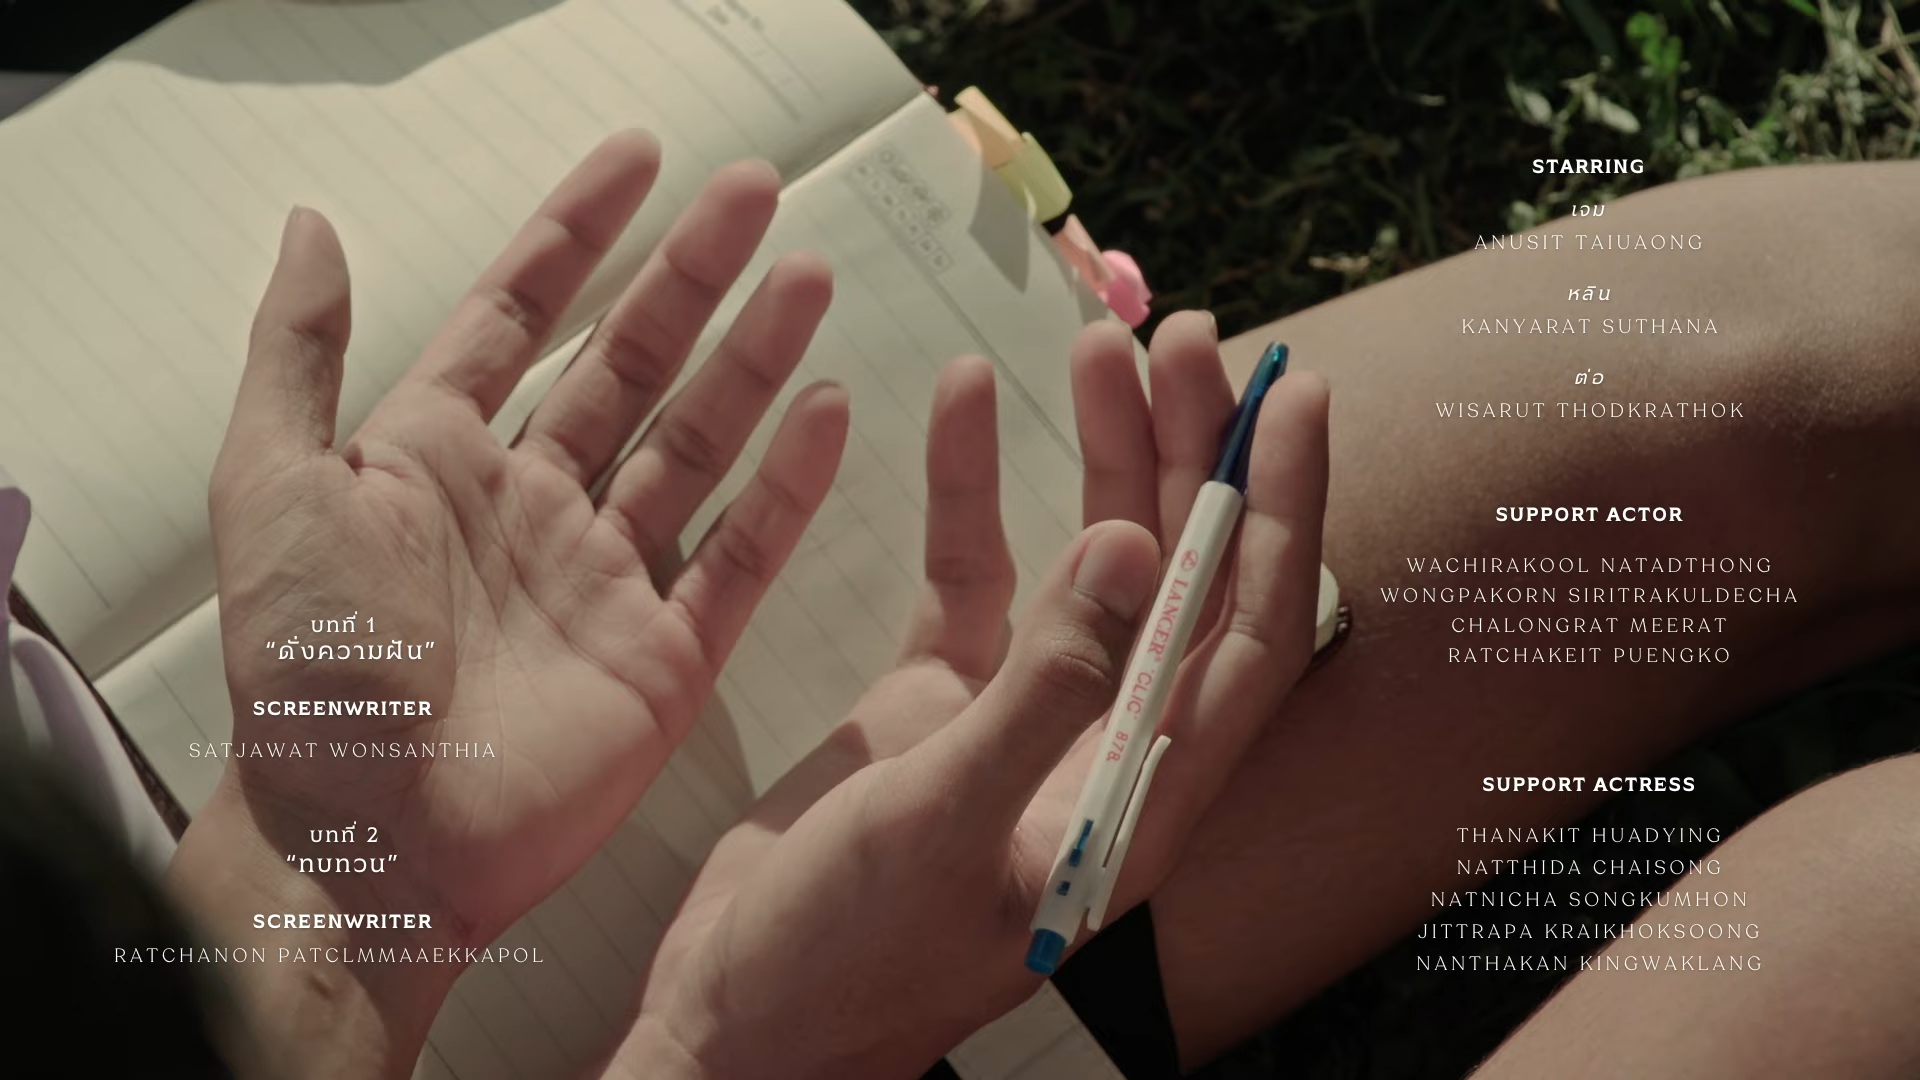 บทที่ 1
“ดั่งความฝัน”
SCREENWRITER
SATJAWAT WONSANTHIA
บทที่ 2
“ทบทวน”
SCREENWRITER
RATCHANON PATCLMMAAEKKAPOL
LANCER CLIC 878
STARRING
เจม
ANUSIT TAIUAONG
หลิน
KANYARAT SUTHANA
ต่อ
WISARUT THODKRATHOK
SUPPORT ACTOR
WACHIRAKOOL NATADTHONG
WONGPAKORN SIRITRAKULDECHA
CHALONGRAT MEERAT
RATCHAKEIT PUENGKO
SUPPORT ACTRESS
THANAKIT HUADYING
NATTHIDA CHAISONG
NATNICHA SONGKUMHON
JITTRAPA KRAIKHOKSOONG
NANTHAKAN KINGWAKLANG